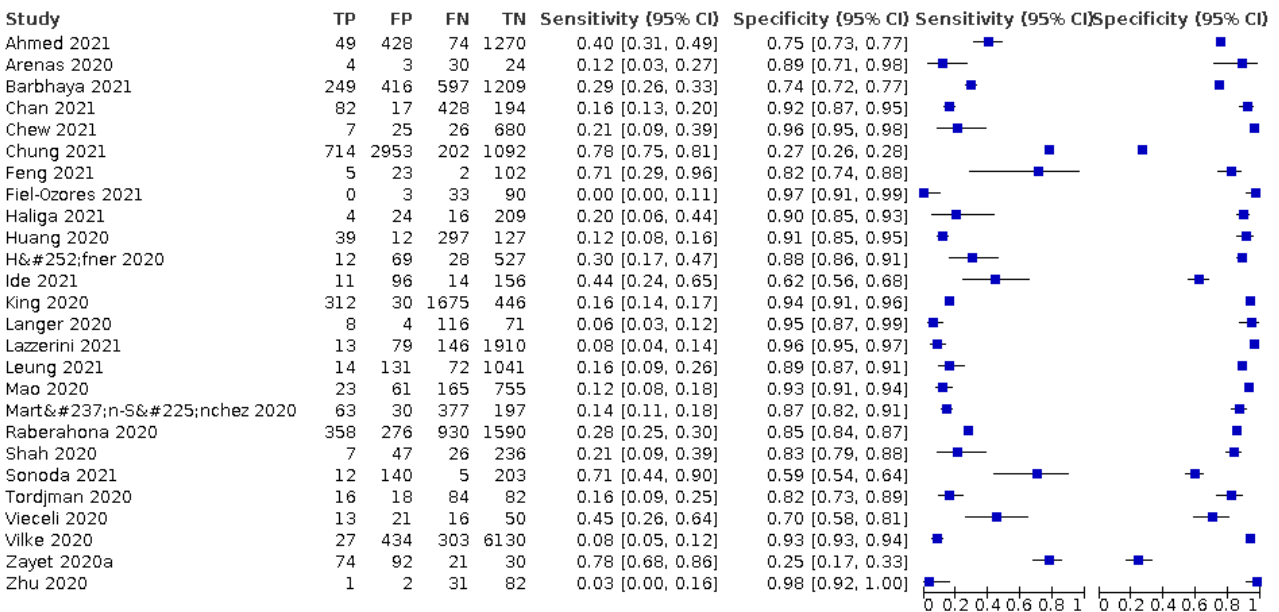 Study TP FP FN TN Sensitivity (95% CI) Specificity (95% CI) Sensitivity (95% CI)Specificity (95% CI)
Ahmed 2021 49 428 74 1270 0.40 [0.31, 0.49] 0.75 [0.73, 0.77]
Arenas 2020 4 3 30 24 0.12 [0.03, 0.27] 0.89 [0.71, 0.98]
Barbhaya 2021 249 416 597 1209 0.29 [0.26, 0.33] 0.74 [0.72, 0.77]
Chan 2021 82 17 428 194 0.16 [0.13, 0.20] 0.92 [0.87, 0.95]
Chew 2021 7 25 26 680 0.21 [0.09, 0.39] 0.96 [0.95, 0.98]
Chung 2021 714 2953 202 1092 0.78 [0.75, 0.81] 0.27 [0.26, 0.28]
Feng 2021 5 23 2 102 0.71 [0.29, 0.96] 0.82 [0.74, 0.88]
Fiel-Ozores 2021 0 3 33 90 0.00 [0.00, 0.11] 0.97 [0.91, 0.99]
Haliga 2021 4 24 16 209 0.20 [0.06, 0.44] 0.90 [0.85, 0.93]
Huang 2020 39 12 297 127 0.12 [0.08, 0.16] 0.91 [0.85, 0.95]
H&#252;fner 2020 12 69 28 527 0.30 [0.17, 0.47] 0.88 [0.86, 0.91]
Ide 2021 11 96 14 156 0.44 [0.24, 0.65] 0.62 [0.56, 0.68]
King 2020 312 30 1675 446 0.16 [0.14, 0.17] 0.94 [0.91, 0.96]
Langer 2020 8 4 116 71 0.06 [0.03, 0.12] 0.95 [0.87, 0.99]
Lazzerini 2021 13 79 146 1910 0.08 [0.04, 0.14] 0.96 [0.95, 0.97]
Leung 2021 14 131 72 1041 0.16 [0.09, 0.26] 0.89 [0.87, 0.91]
Mao 2020 23 61 165 755 0.12 [0.08, 0.18] 0.93 [0.91, 0.94]
Mart&#237;n-S&#225;nchez 2020 63 30 377 197 0.14 [0.11, 0.18] 0.87 [0.82, 0.91]
Raberahona 2020 358 276 930 1590 0.28 [0.25, 0.30] 0.85 [0.84, 0.87]
Shah 2020 7 47 26 236 0.21 [0.09, 0.39] 0.83 [0.79, 0.88]
Sonoda 2021 12 140 5 203 0.71 [0.44, 0.90] 0.59 [0.54, 0.64]
Tordjman 2020 16 18 84 82 0.16 [0.09, 0.25] 0.82 [0.73, 0.89]
Vieceli 2020 13 21 16 50 0.45 [0.26, 0.64] 0.70 [0.58, 0.81]
Vilke 2020 27 434 303 6130 0.08 [0.05, 0.12] 0.93 [0.93, 0.94]
Zayet 2020a 74 92 21 30 0.78 [0.68, 0.86] 0.25 [0.17, 0.33]
Zhu 2020 1 2 31 82 0.03 [0.00, 0.16] 0.98 [0.92, 1.00]
0 0.2 0.4 0.6 0.8 1 0 0.2 0.4 0.6 0.8 1